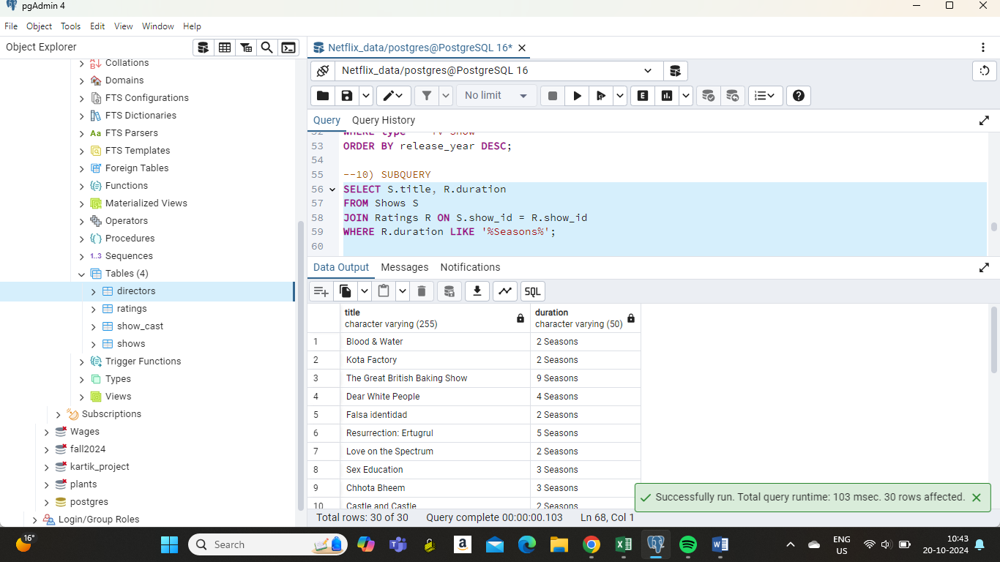 pgAdmin 4
File Object Tools Edit View Window Help
Object Explorer
Collations
Domains
FTS Configurations
FTS Dictionaries
Aa FTS Parsers
FTS Templates
Foreign Tables
Functions
Materialized Views
Operators
Procedures
1..3 Sequences
Tables (4)
directors
ratings
show_cast
shows
Trigger Functions
Types
Views
Subscriptions
Wages
fall2024
kartik_project
plants
postgres
Login/Group Roles
Netflix_data/postgres@PostgreSQL 16*
Netflix_data/postgres@PostgreSQL 16
No limit
E
Query Query History
53 ORDER BY release_year DESC;
54
55 --10) SUBQUERY
56 SELECT S.title, R.duration
57 FROM Shows S
58 JOIN Ratings R ON S.show_id = R.show_id
59 WHERE R.duration LIKE '%Seasons%';
60
Data Output Messages Notifications
SQL
title duration
character varying (255) character varying (50)
1 Blood & Water 2 Seasons
2 Kota Factory 2 Seasons
3 The Great British Baking Show 9 Seasons
4 Dear White People 4 Seasons
5 Falsa identidad 2 Seasons
6 Resurrection: Ertugrul 5 Seasons
7 Love on the Spectrum 2 Seasons
8 Sex Education 3 Seasons
9 Chhota Bheem 3 Seasons
10 Castle and Castle 2 Seasons
Successfully run. Total query runtime: 103 msec. 30 rows affected.
Total rows: 30 of 30 Query complete 00:00:00.103 Ln 68, Col 1
16°
Search
ENG
US
10:43
20-10-2024